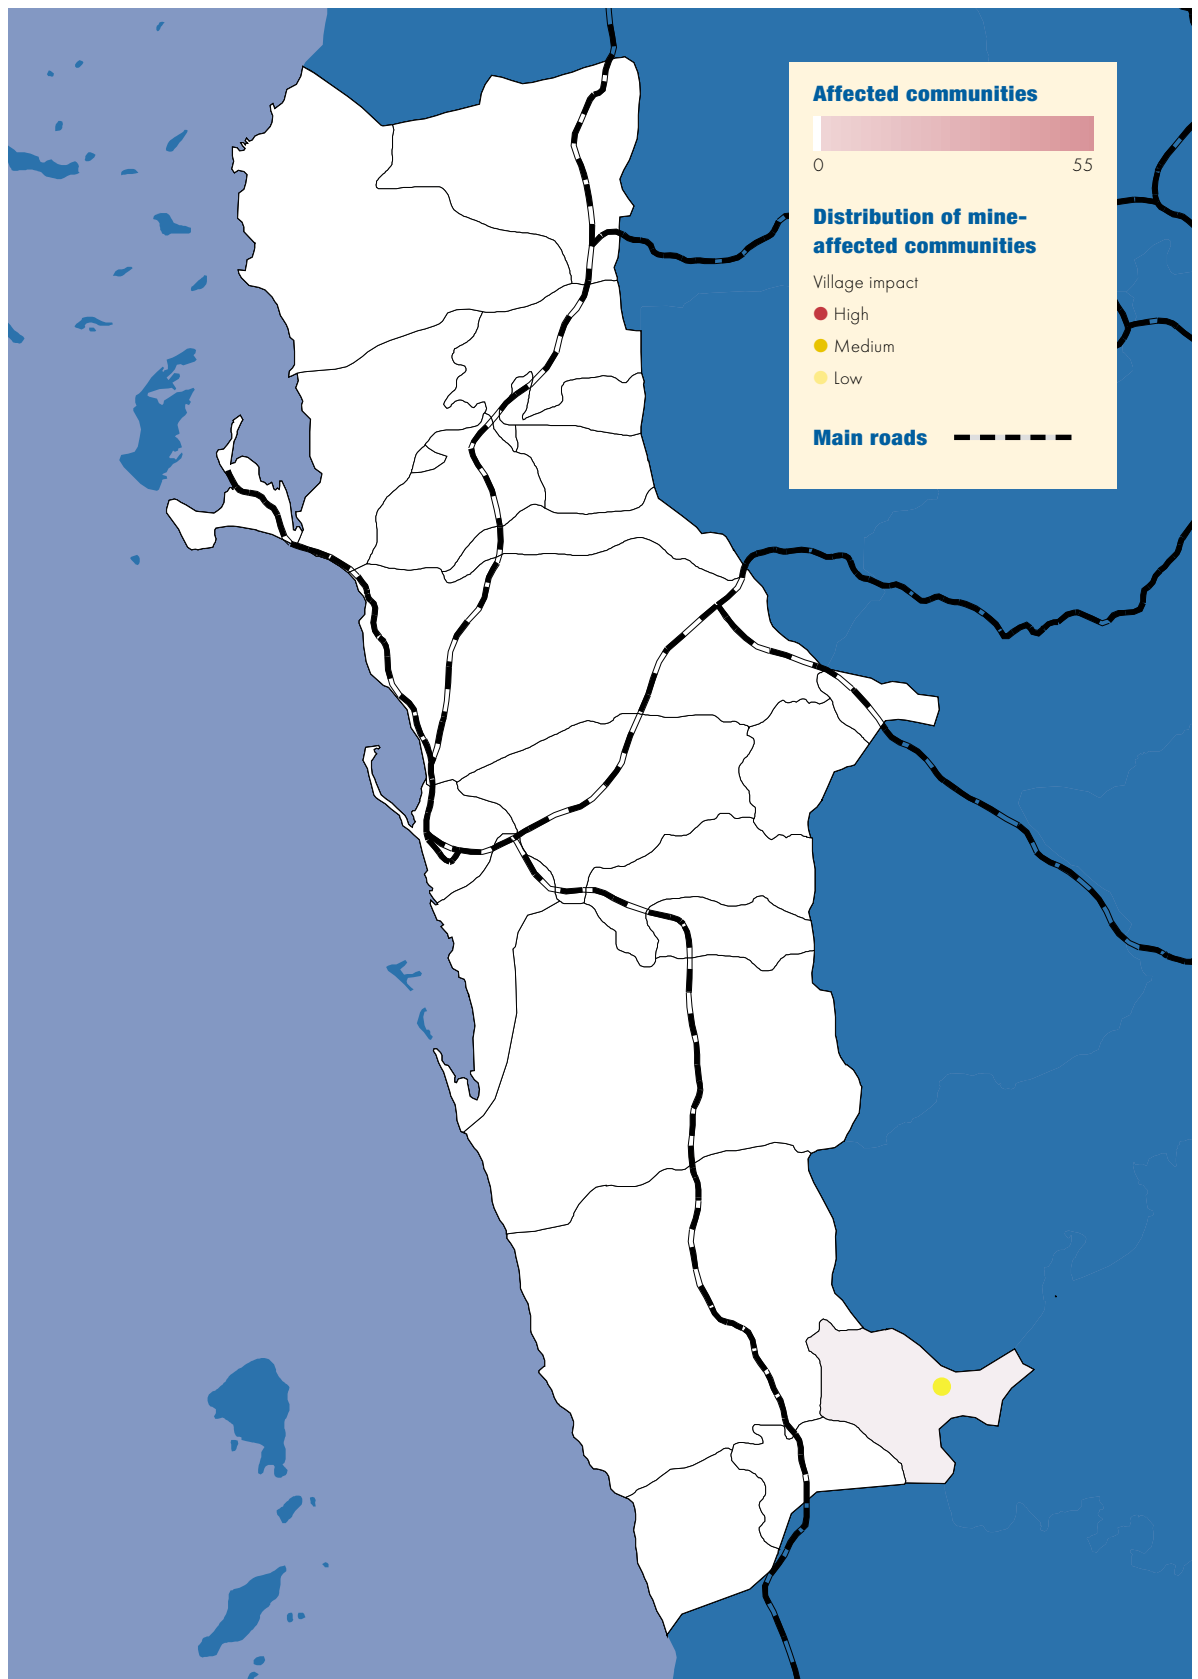 Affected communities
0 55
Distribution of mine-
affected communities
Village impact
High
Medium
Low
Main roads